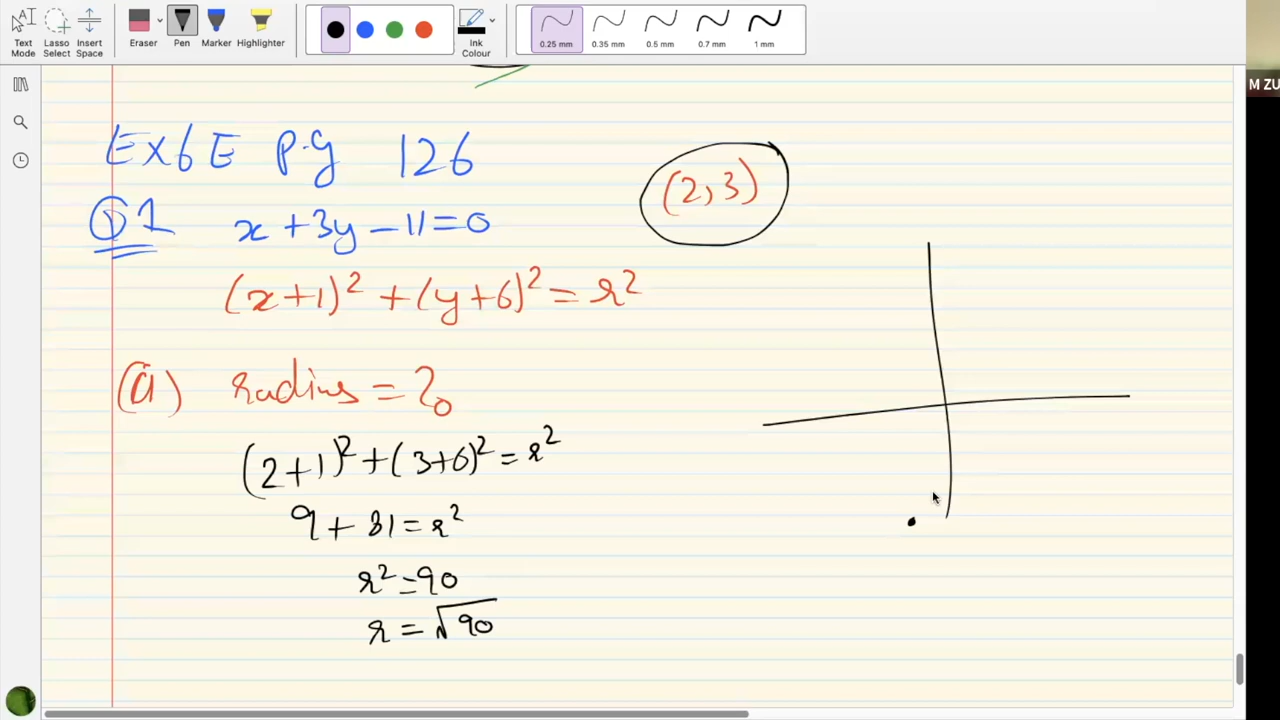 Text Mode
Lasso Select
Insert Space
Eraser
Pen
Marker
Highlighter
Ink Colour
0.25 mm
0.35 mm
0.5 mm
0.7 mm
1 mm
M ZU
EX6E P.g 126
Q1 x+3y-11=0
(2,3)
(x+1)²+(y+6)²=r²
(a) radius=?
(2+1)²+(3+6)²=r²
9+81=r²
r²=90
r=√90